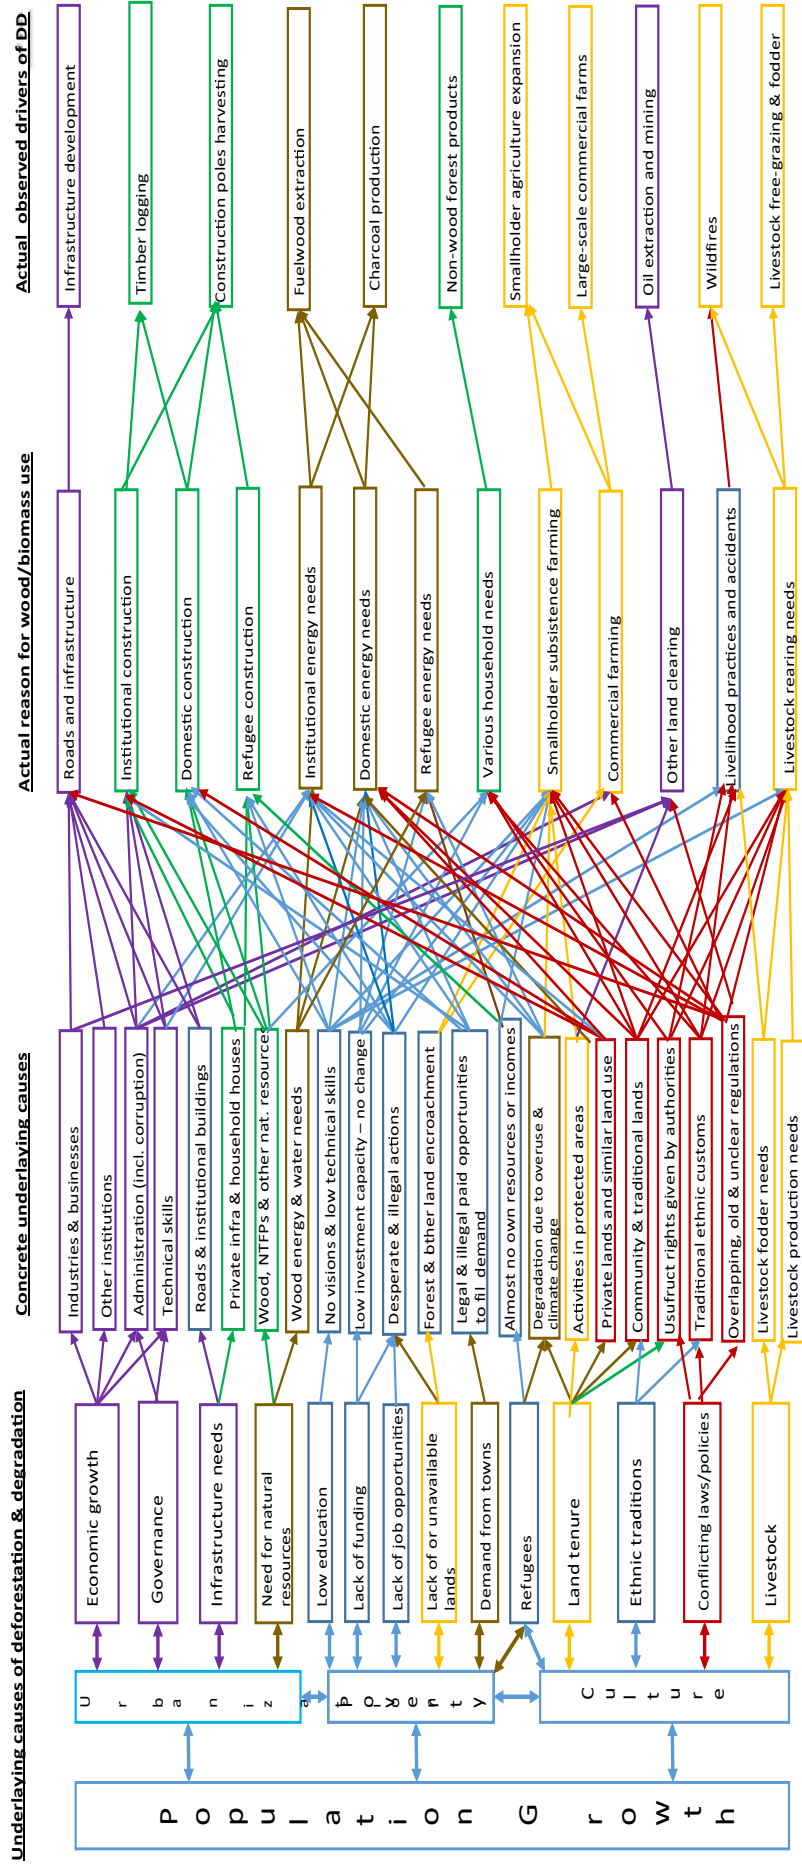 Underlaying causes of deforestation & degradation
Concrete underlaying causes
Actual reason for wood/biomass use
Actual  observed drivers of DD
Population Growth
Urbanization
Poverty
Culture
Economic growth
Governance
Infrastructure needs
Need for natural
resources
Low education
Lack of funding
Lack of job opportunities
Lack of or unavailable
lands
Demand from towns
Refugees
Land tenure
Ethnic traditions
Conflicting laws/policies
Livestock
Industries & businesses
Other institutions
Administration (incl. corruption)
Technical skills
Roads & institutional buildings
Private infra & household houses
Wood, NTFPs & other nat. resources
Wood energy & water needs
No visions & low technical skills
Low investment capacity – no change
Desperate & illegal actions
Forest & bther land encroachment
Legal & illegal paid opportunities
to fil  demand
Almost no own resources or incomes
Degradation due to overuse &
climate change
Activities in protected areas
Private lands and similar land use
Community & traditional lands
Usufruct rights given by authorities
Traditional ethnic customs
Overlapping, old & unclear regulations
Livestock fodder needs
Livestock production needs
Roads and infrastructure
Institutional construction
Domestic construction
Refugee construction
Institutional energy needs
Domestic energy needs
Refugee energy needs
Various household needs
Smallholder subsistence farming
Commercial farming
Other land clearing
Livelihood practices and accidents
Livestock rearing needs
Infrastructure development
Timber logging
Construction poles harvesting
Fuelwood extraction
Charcoal production
Non-wood forest products
Smallholder agriculture expansion
Large-scale commercial farms
Oil extraction and mining
Wildfires
Livestock free-grazing & fodder